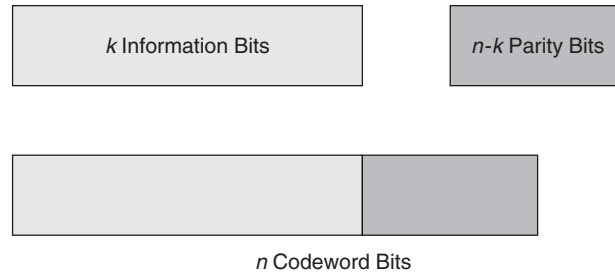 k Information Bits
n-k Parity Bits
n Codeword Bits